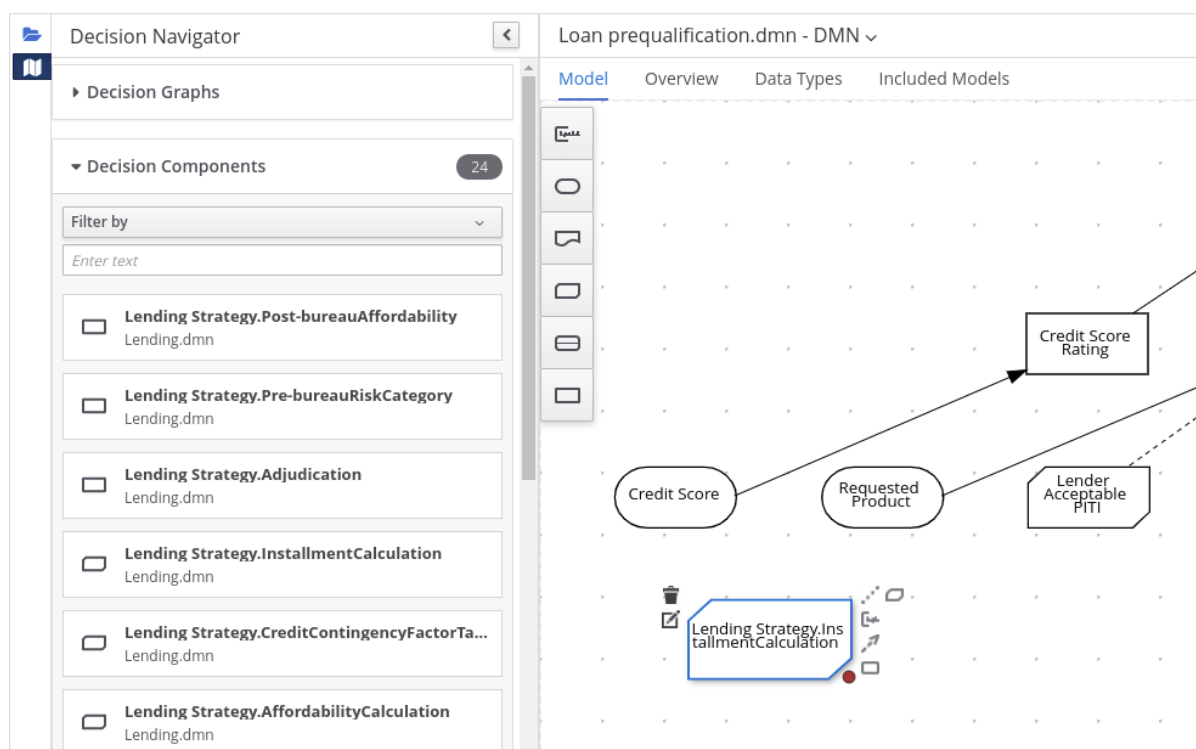 Decision Navigator
Decision Graphs
Decision Components
24
Filter by
Enter text
Lending Strategy.Post-bureauAffordability
Lending.dmn
Lending Strategy.Pre-bureauRiskCategory
Lending.dmn
Lending Strategy.Adjudication
Lending.dmn
Lending Strategy.InstallmentCalculation
Lending.dmn
Lending Strategy.CreditContingencyFactorTa...
Lending.dmn
Lending Strategy.AffordabilityCalculation
Lending.dmn
Loan prequalification.dmn - DMN
Model
Overview
Data Types
Included Models
Credit Score
Rating
Credit Score
Requested
Product
Lender
Acceptable
PITI
Lending Strategy.Ins
tallmentCalculation